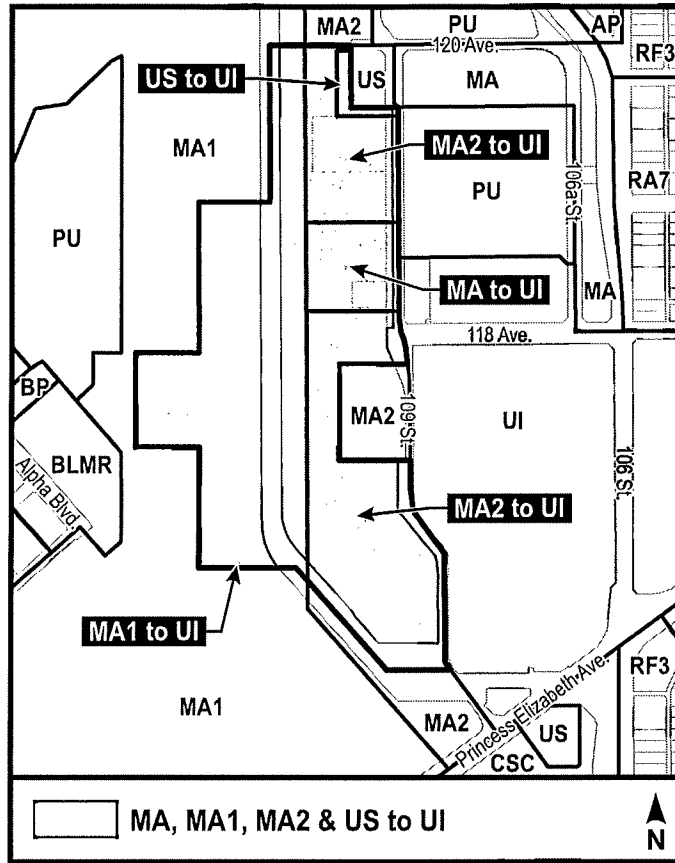 MA2
PU
AP
120 Ave.
RF3
US to UI
US
MA
MA1
MA2 to UI
PU
106a St.
RA7
PU
MA to UI
MA
118 Ave.
BP
MA2
109 St.
UI
BLMR
106 St.
Alpha Blvd.
MA2 to UI
MA1 to UI
RF3
MA1
Princess Elizabeth Ave.
MA2
US
CSC
MA, MA1, MA2 & US to UI
N